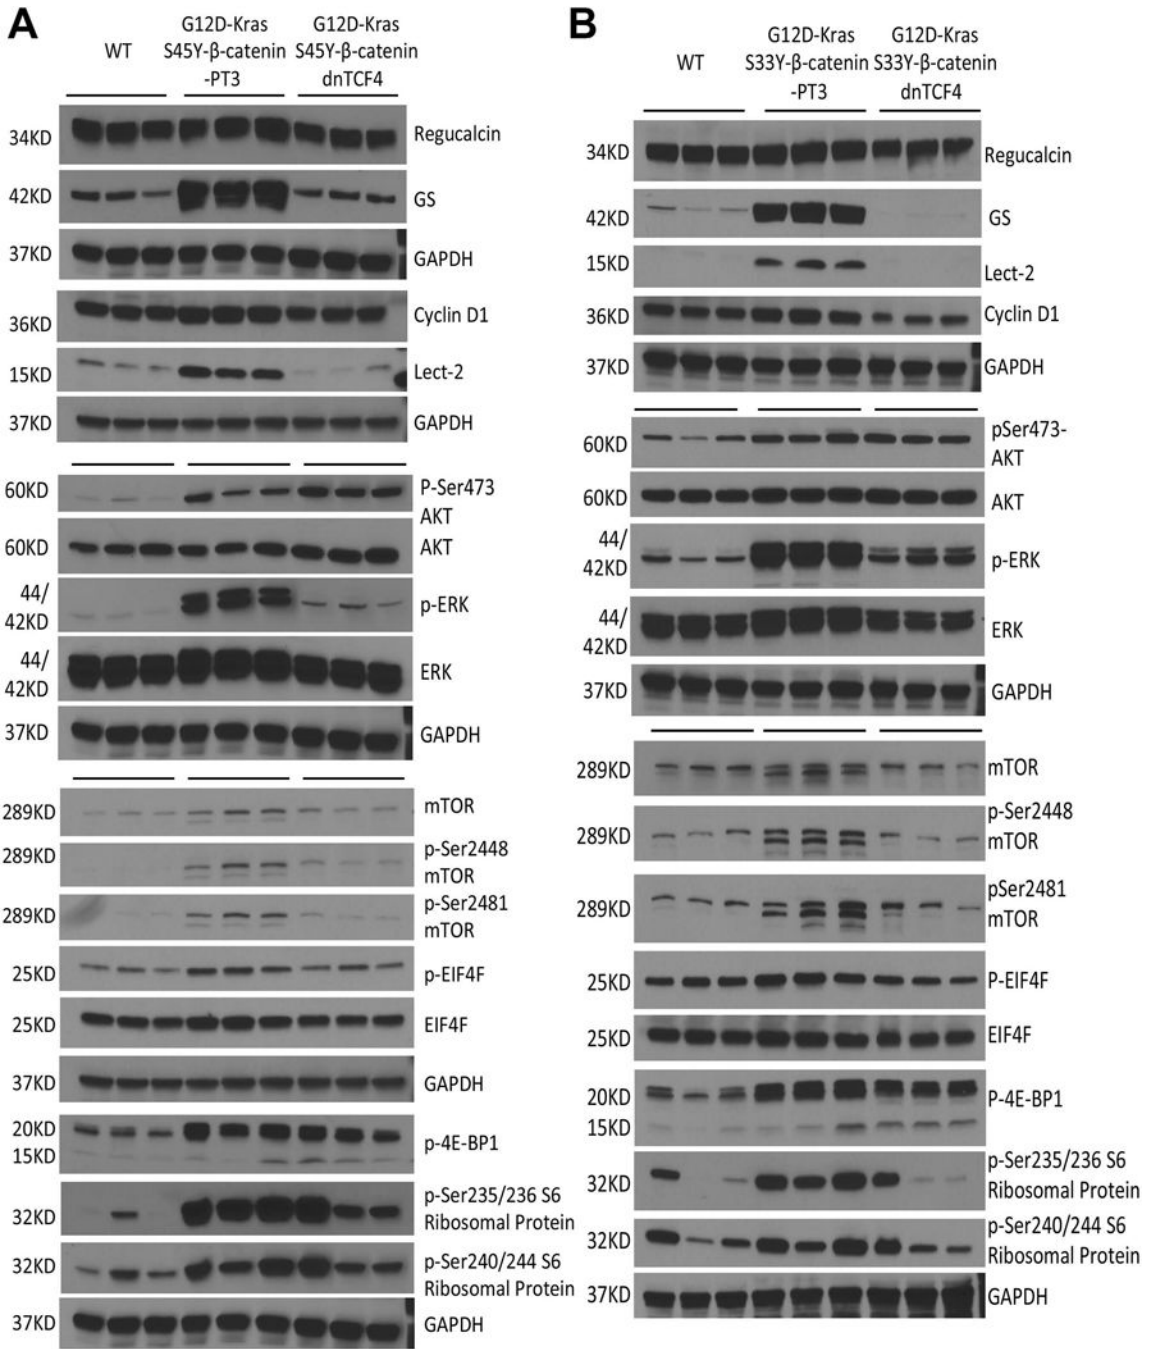 A
WT
G12D-Kras
S45Y-β-catenin
-PT3
G12D-Kras
S45Y-β-catenin
dnTCF4
34KD Regucalcin
42KD GS
37KD GAPDH
36KD Cyclin D1
15KD Lect-2
37KD GAPDH
60KD P-Ser473
AKT
60KD AKT
44/
42KD p-ERK
44/
42KD ERK
37KD GAPDH
289KD mTOR
289KD p-Ser2448
mTOR
289KD p-Ser2481
mTOR
25KD p-EIF4F
25KD EIF4F
37KD GAPDH
20KD
15KD p-4E-BP1
32KD p-Ser235/236 S6
Ribosomal Protein
32KD p-Ser240/244 S6
Ribosomal Protein
37KD GAPDH
B
WT
G12D-Kras
S33Y-β-catenin
-PT3
G12D-Kras
S33Y-β-catenin
dnTCF4
34KD Regucalcin
42KD GS
15KD Lect-2
36KD Cyclin D1
37KD GAPDH
60KD pSer473-
AKT
60KD AKT
44/
42KD p-ERK
44/
42KD ERK
37KD GAPDH
289KD mTOR
289KD p-Ser2448
mTOR
289KD pSer2481
mTOR
25KD P-EIF4F
25KD EIF4F
20KD
15KD P-4E-BP1
32KD p-Ser235/236 S6
Ribosomal Protein
32KD p-Ser240/244 S6
Ribosomal Protein
37KD GAPDH